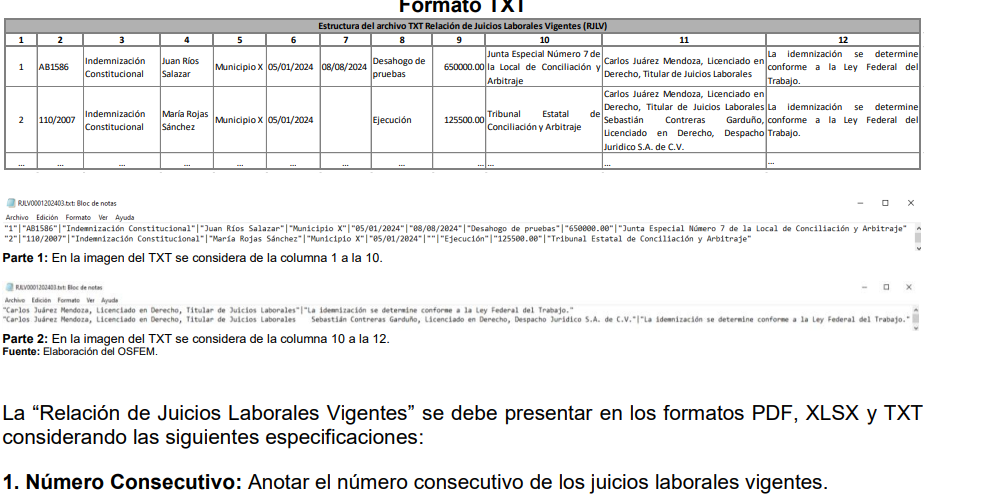 Formato TXT
Estructura del archivo TXT Relación de Juicios Laborales Vigentes (RJLV)
1 2 3 4 5 6 7 8 9 10 11 12
1 AB1586 Indemnización Constitucional Juan Ríos Salazar Municipio X 05/01/2024 08/08/2024 Desahogo de pruebas 650000.00 Junta Especial Número 7 de la Local de Conciliación y Arbitraje Carlos Juárez Mendoza, Licenciado en Derecho, Titular de Juicios Laborales La idemnización se determine conforme a la Ley Federal del Trabajo.
2 110/2007 Indemnización Constitucional María Rojas Sánchez Municipio X 05/01/2024 Ejecución 125500.00 Tribunal Estatal de Conciliación y Arbitraje Carlos Juárez Mendoza, Licenciado en Derecho, Titular de Juicios Laborales Sebastián Contreras Garduño, Licenciado en Derecho, Despacho Juridico S.A. de C.V. La idemnización se determine conforme a la Ley Federal del Trabajo.
... ... ... ... ... ... ... ... ... ... ... ...
RJLV0001202403.txt: Bloc de notas
Archivo Edición Formato Ver Ayuda
"1"|"AB1586"|"Indemnización Constitucional"|"Juan Ríos Salazar"|"Municipio X"|"05/01/2024"|"08/08/2024"|"Desahogo de pruebas"|"650000.00"|"Junta Especial Número 7 de la Local de Conciliación y Arbitraje"
"2"|"110/2007"|"Indemnización Constitucional"|"María Rojas Sánchez"|"Municipio X"|"05/01/2024"|""|"Ejecución"|"125500.00"|"Tribunal Estatal de Conciliación y Arbitraje"
Parte 1: En la imagen del TXT se considera de la columna 1 a la 10.
RJLV0001202403.txt: Bloc de notas
Archivo Edición Formato Ver Ayuda
"Carlos Juárez Mendoza, Licenciado en Derecho, Titular de Juicios Laborales"|"La idemnización se determine conforme a la Ley Federal del Trabajo."
"Carlos Juárez Mendoza, Licenciado en Derecho, Titular de Juicios Laborales Sebastián Contreras Garduño, Licenciado en Derecho, Despacho Jurídico S.A. de C.V."|"La idemnización se determine conforme a la Ley Federal del Trabajo."
Parte 2: En la imagen del TXT se considera de la columna 10 a la 12.
Fuente: Elaboración del OSFEM.
La “Relación de Juicios Laborales Vigentes” se debe presentar en los formatos PDF, XLSX y TXT
considerando las siguientes especificaciones:
1. Número Consecutivo: Anotar el número consecutivo de los juicios laborales vigentes.